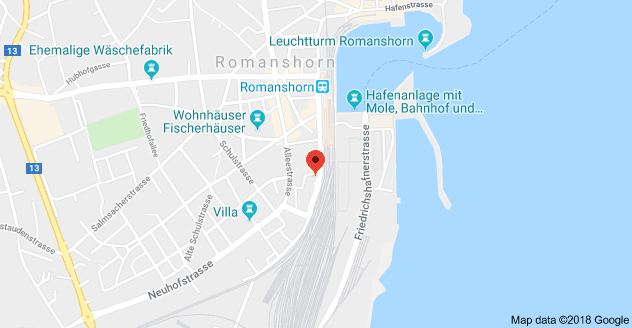 Hafenstrasse
Leuchtturm Romanshorn
13
Ehemalige Wäschefabrik
Romanshorn
Hubhofgasse
Romanshorn
Hafenanlage mit
Mole, Bahnhof und...
Wohnhäuser
Fischerhäuser
Friedhofallee
Schulstrasse
Alleestrasse
Friedrichshafnerstrasse
13
Salmsacherstrasse
Villa
Alte Schulstrasse
staudenstrasse
Neuhofstrasse
Map data ©2018 Google